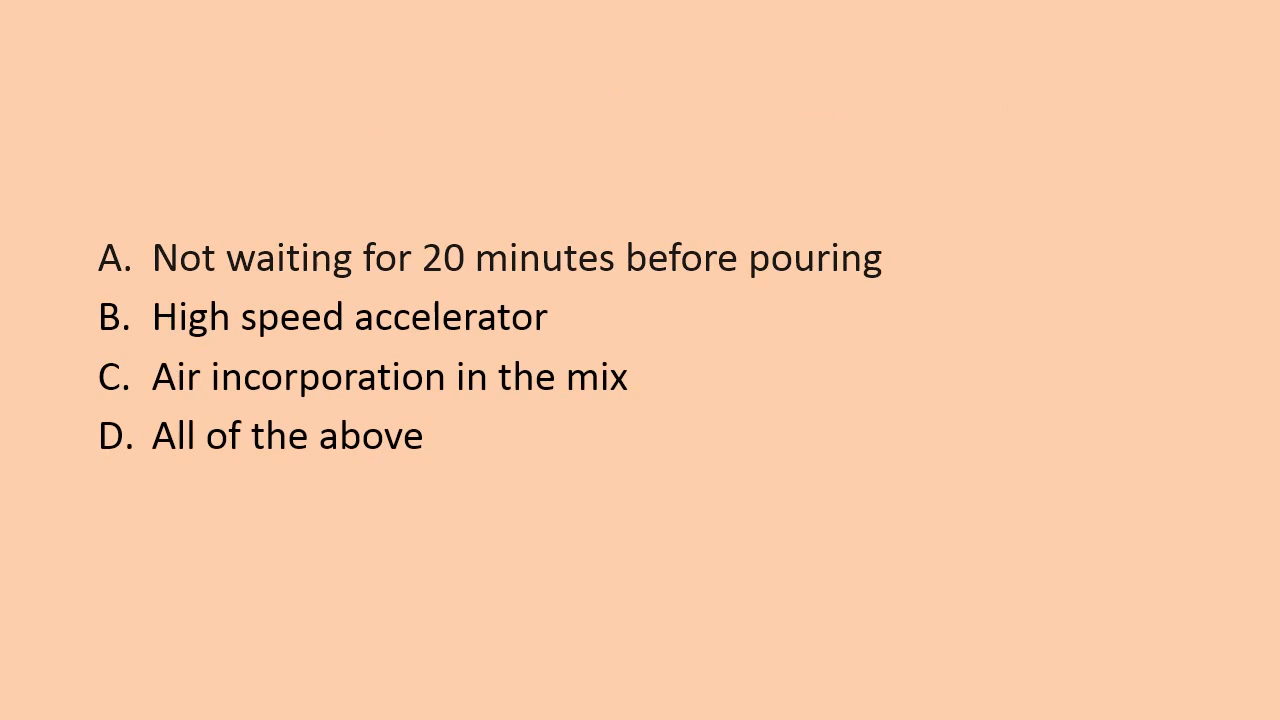 A. Not waiting for 20 minutes before pouring
B. High speed accelerator
C. Air incorporation in the mix
D. All of the above